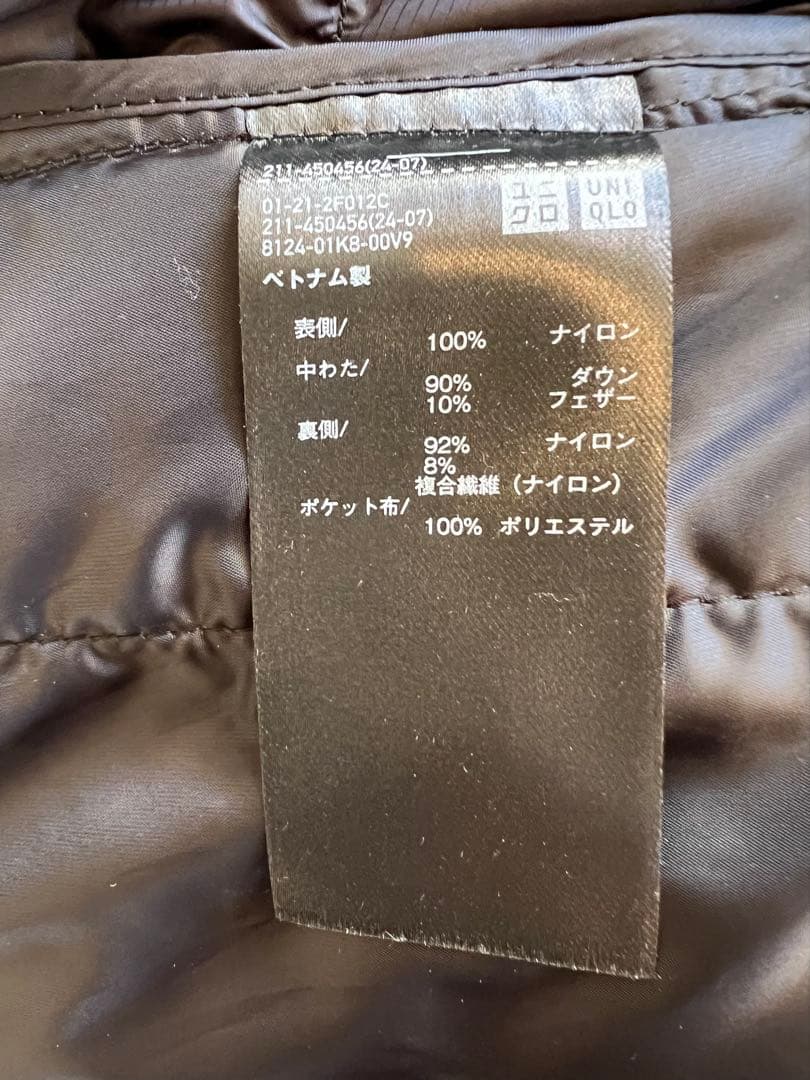 211-450456(24-07)
01-21-2F012C
211-450456(24-07)
8124-01K8-00V9
ユニ
クロ
UNI
QLO
ベトナム製
表側/
100% ナイロン
中わた/
90% ダウン
10% フェザー
裏側/
92% ナイロン
8%
複合繊維(ナイロン)
ポケット布/
100% ポリエステル